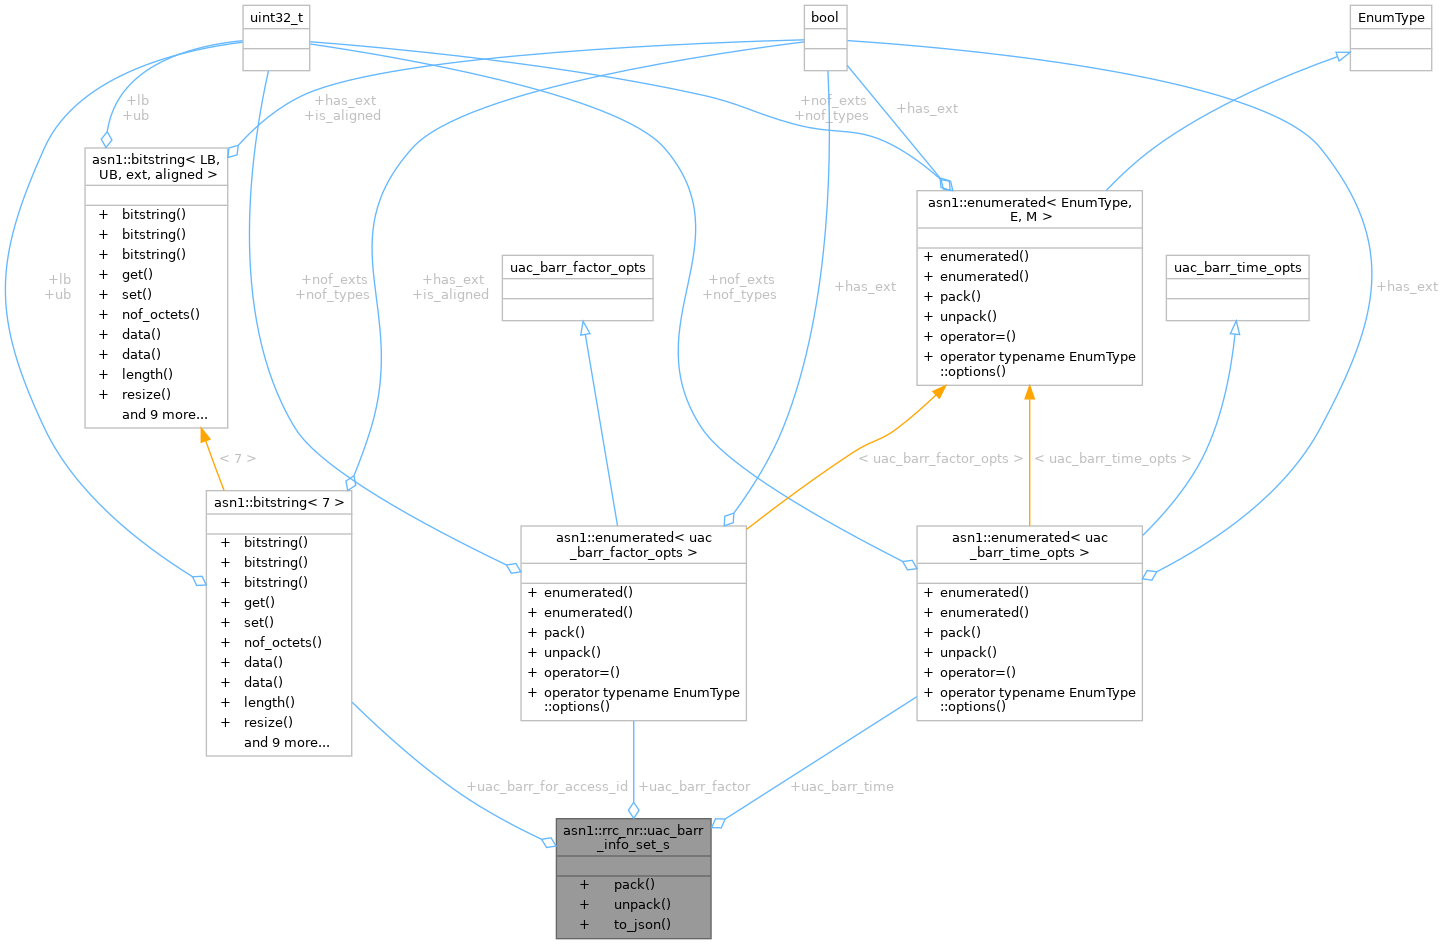 uint32_t
bool
EnumType
+lb
+ub
+has_ext
+is_aligned
+nof_exts
+nof_types
+has_ext
asn1::bitstring< LB,
UB, ext, aligned >
+ bitstring()
+ bitstring()
+ bitstring()
+ get()
+ set()
+ nof_octets()
+ data()
+ data()
+ length()
+ resize()
and 9 more...
asn1::enumerated< EnumType,
E, M >
+ enumerated()
+ enumerated()
+ pack()
+ unpack()
+ operator=()
+ operator typename EnumType
::options()
uac_barr_factor_opts
uac_barr_time_opts
+lb
+ub
+nof_exts
+nof_types
+has_ext
+is_aligned
+nof_exts
+nof_types
+has_ext
+has_ext
< 7 >
< uac_barr_factor_opts >
< uac_barr_time_opts >
asn1::bitstring< 7 >
+ bitstring()
+ bitstring()
+ bitstring()
+ get()
+ set()
+ nof_octets()
+ data()
+ data()
+ length()
+ resize()
and 9 more...
asn1::enumerated< uac
_barr_factor_opts >
+ enumerated()
+ enumerated()
+ pack()
+ unpack()
+ operator=()
+ operator typename EnumType
::options()
asn1::enumerated< uac
_barr_time_opts >
+ enumerated()
+ enumerated()
+ pack()
+ unpack()
+ operator=()
+ operator typename EnumType
::options()
+uac_barr_for_access_id
+uac_barr_factor
+uac_barr_time
asn1::rrc_nr::uac_barr
_info_set_s
+ pack()
+ unpack()
+ to_json()